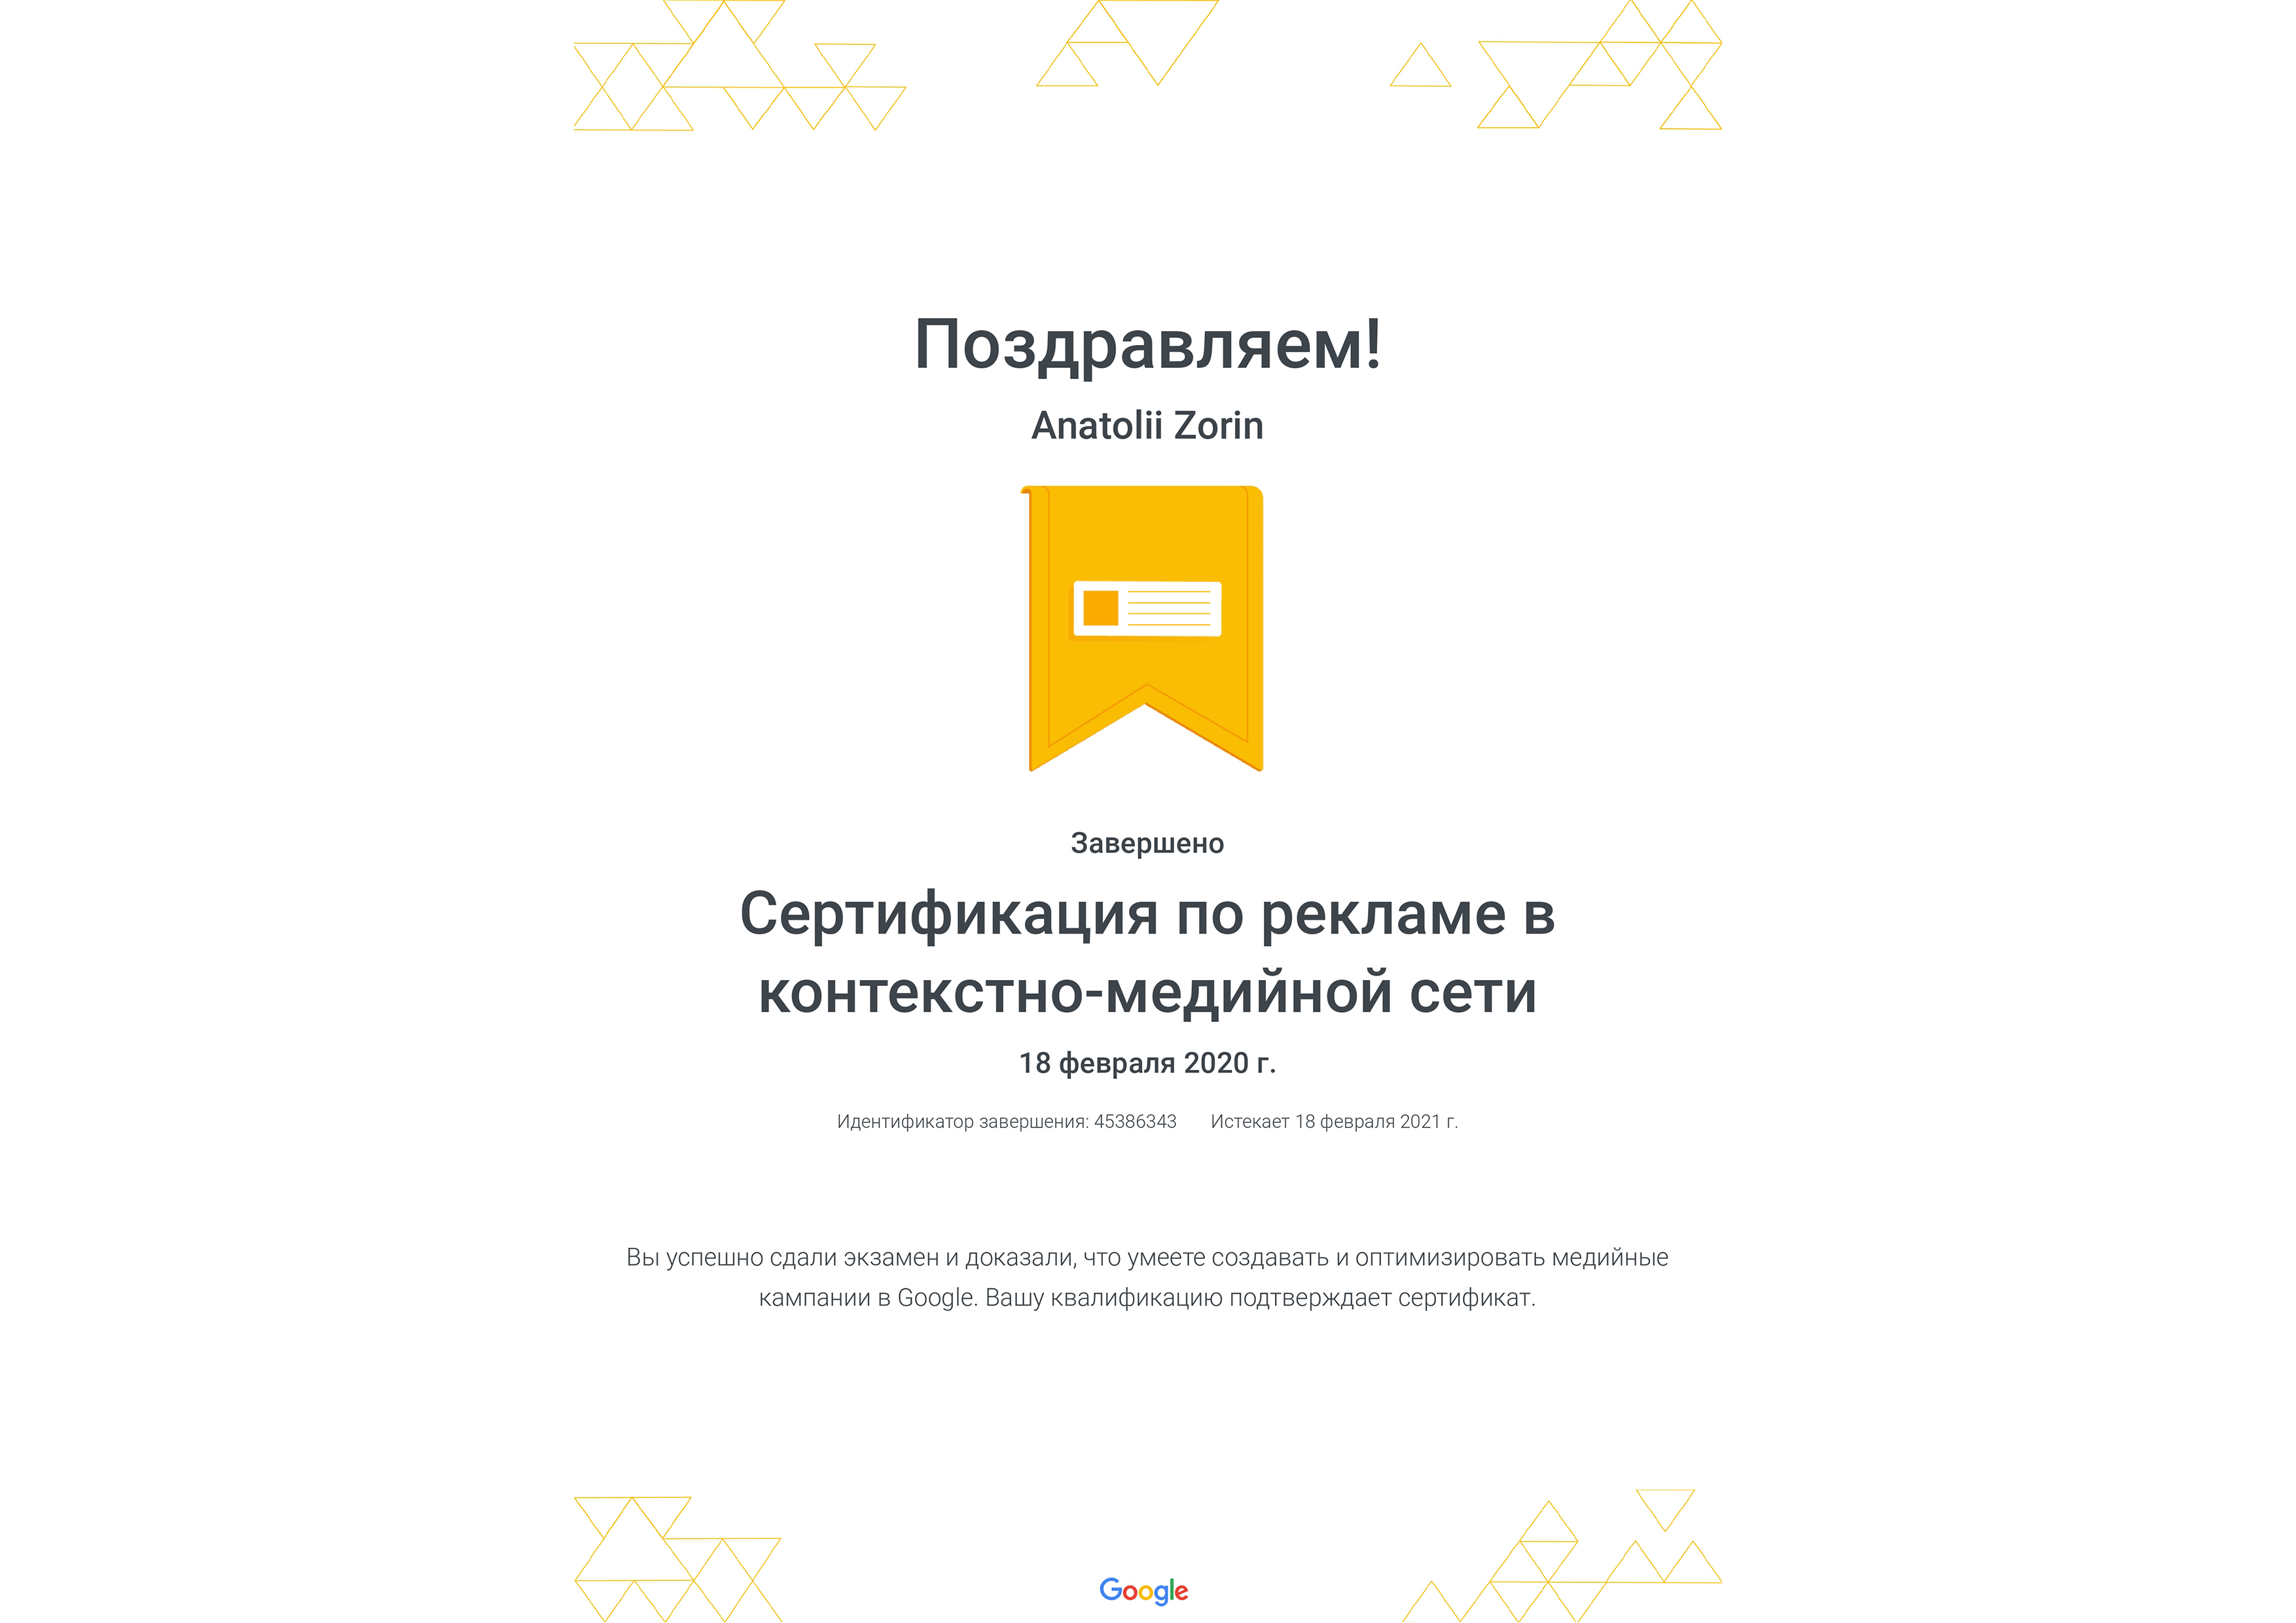 Поздравляем!
Anatolii Zorin
Завершено
Сертификация по рекламе в
контекстно-медийной сети
18 февраля 2020 г.
Идентификатор завершения: 45386343 Истекает 18 февраля 2021 г.
Вы успешно сдали экзамен и доказали, что умеете создавать и оптимизировать медийные
кампании в Google. Вашу квалификацию подтверждает сертификат.
Google